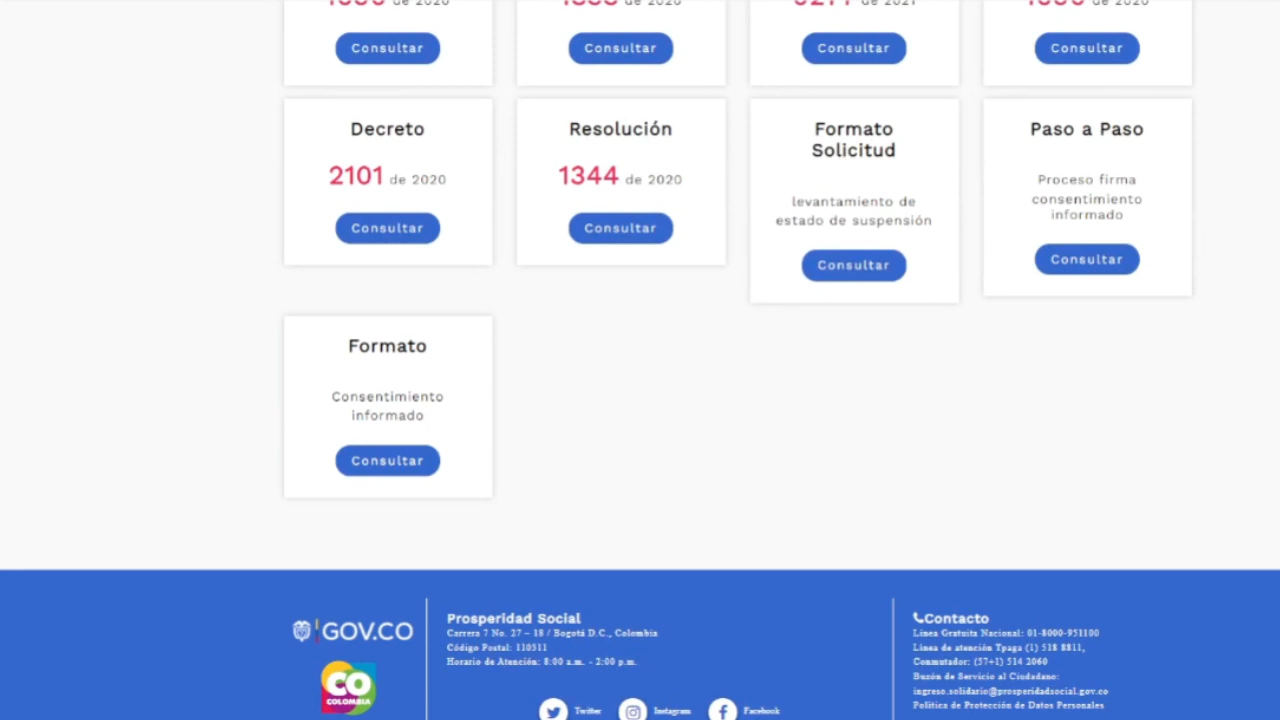 de 2020
de 2020
de 2021
de 2020
Consultar
Consultar
Consultar
Consultar
Decreto
2101 de 2020
Consultar
Resolución
1344 de 2020
Consultar
Formato
Solicitud
levantamiento de
estado de suspensión
Consultar
Paso a Paso
Proceso firma
consentimiento
informado
Consultar
Formato
Consentimiento
informado
Consultar
GOV.CO
CO
COLOMBIA
Prosperidad Social
Carrera 7 No. 27 – 18 / Bogotá D.C., Colombia
Código Postal: 110311
Horario de Atención: 8:00 a.m. - 2:00 p.m.
Twitter
Instagram
Facebook
Contacto
Línea Gratuita Nacional: 01-8000-951100
Línea de atención Tpaga (1) 518 8811,
Conmutador: (57+1) 514 2060
Buzón de Servicio al Ciudadano:
ingreso.solidario@prosperidadsocial.gov.co
Política de Protección de Datos Personales